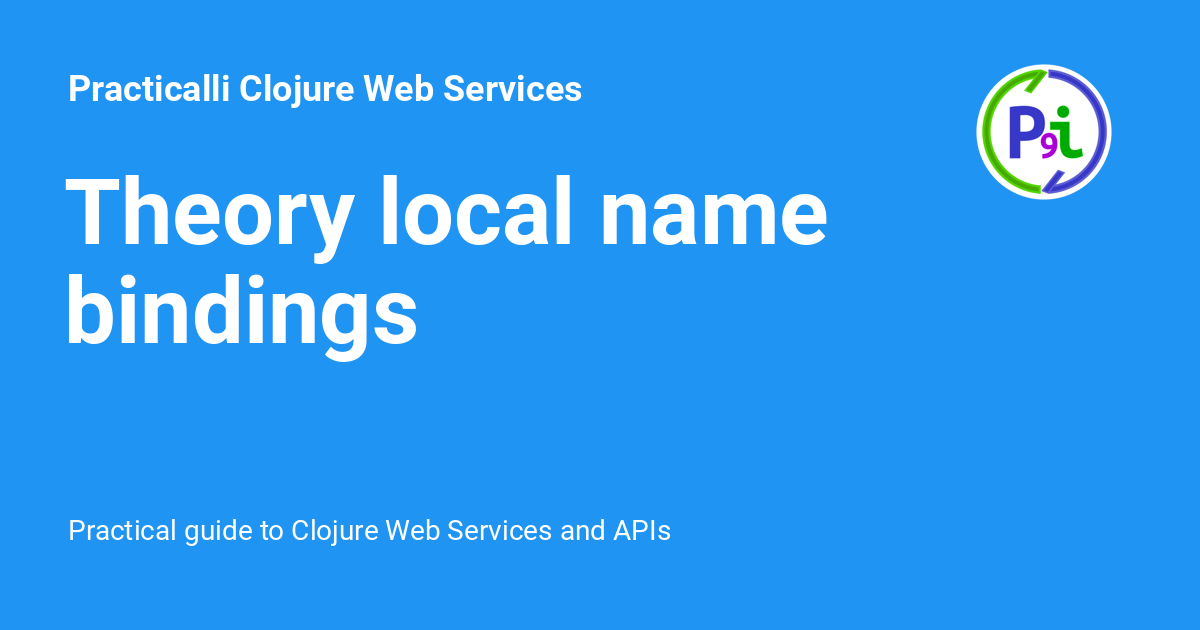 Practicalli Clojure Web Services
Theory local name
bindings
P9i
Practical guide to Clojure Web Services and APIs